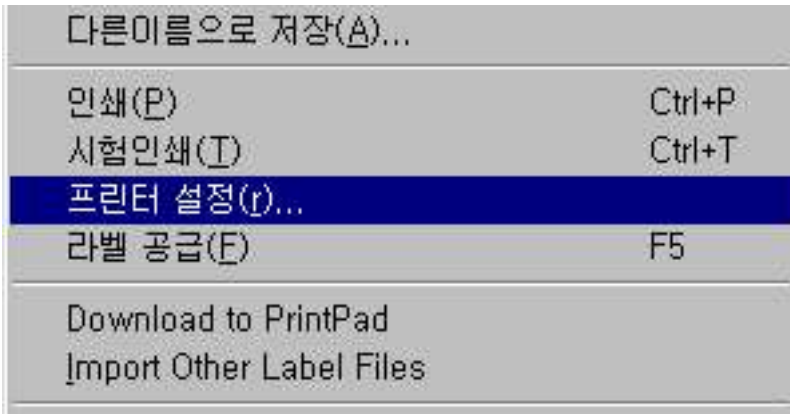 다른이름으로 저장(A)...
인쇄(P) Ctrl+P
시험인쇄(T) Ctrl+T
프린터 설정(r)...
라벨 공급(F) F5
Download to PrintPad
Import Other Label Files